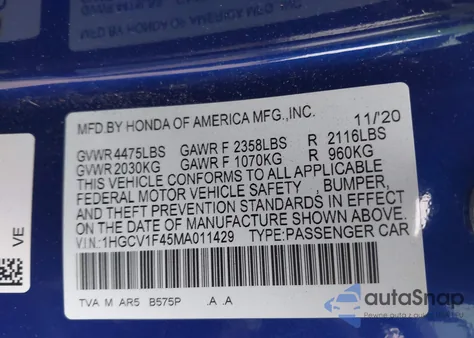 MFD.BY HONDA OF AMERICA MFG.,INC. 11/20
GVWR 4475LBS GAWR F 2358LBS R 2116LBS
GVWR 2030KG GAWR F 1070KG R 960KG
THIS VEHICLE CONFORMS TO ALL APPLICABLE
FEDERAL MOTOR VEHICLE SAFETY , BUMPER,
AND THEFT PREVENTION STANDARDS IN EFFECT
ON THE DATE OF MANUFACTURE SHOWN ABOVE.
V.I.N:1HGCV1F45MA011429 TYPE:PASSENGER CAR
TVA M AR5 B575P .A .A
VE
autoSnap